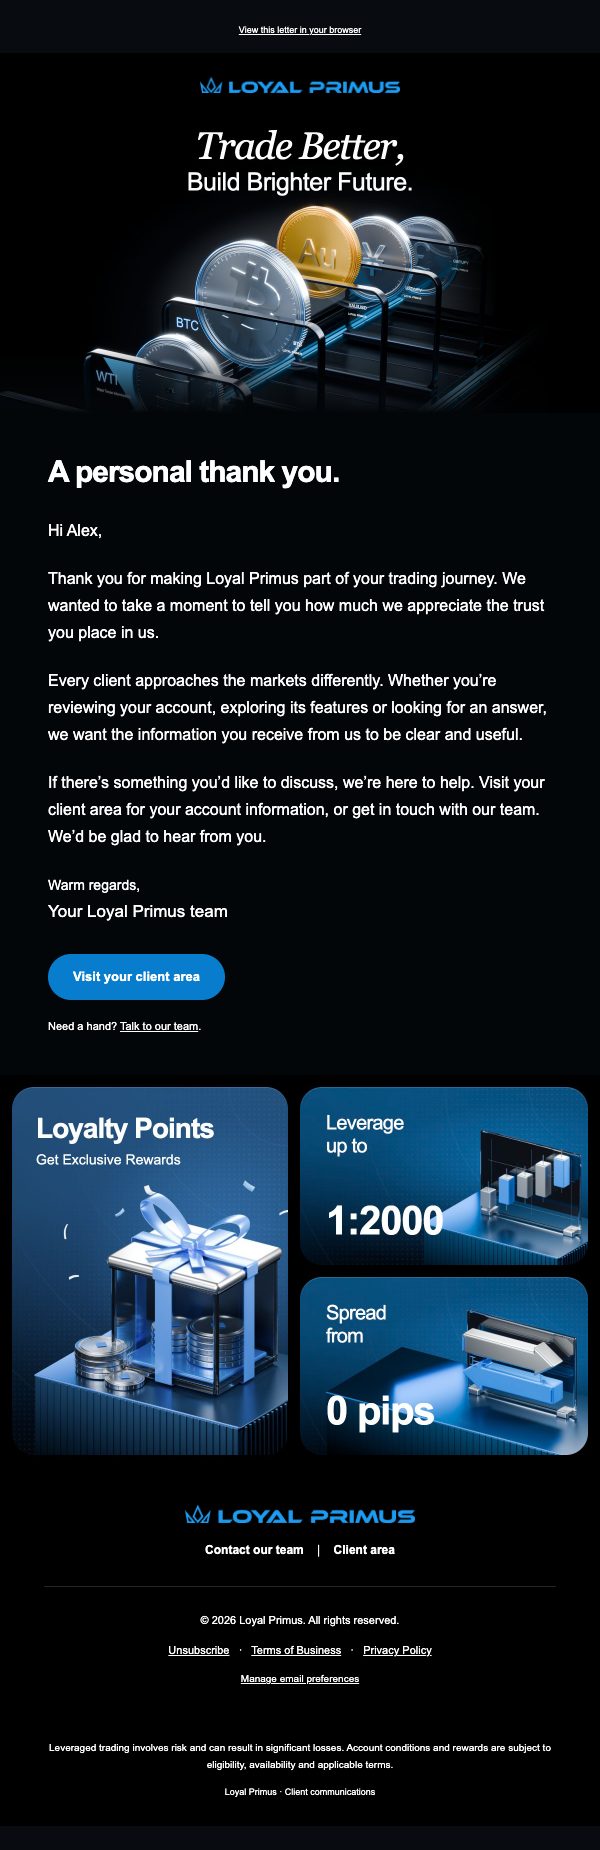 View this letter in your browser
LOYAL PRIMUS
Trade Better,
Build Brighter Future.
Au
¥
BTC
WTI
A personal thank you.
Hi Alex,
Thank you for making Loyal Primus part of your trading journey. We
wanted to take a moment to tell you how much we appreciate the trust
you place in us.
Every client approaches the markets differently. Whether you’re
reviewing your account, exploring its features or looking for an answer,
we want the information you receive from us to be clear and useful.
If there’s something you’d like to discuss, we’re here to help. Visit your
client area for your account information, or get in touch with our team.
We’d be glad to hear from you.
Warm regards,
Your Loyal Primus team
Visit your client area
Need a hand? Talk to our team.
Loyalty Points
Get Exclusive Rewards
Leverage
up to
1:2000
Spread
from
0 pips
LOYAL PRIMUS
Contact our team | Client area
© 2026 Loyal Primus. All rights reserved.
Unsubscribe · Terms of Business · Privacy Policy
Manage email preferences
Leveraged trading involves risk and can result in significant losses. Account conditions and rewards are subject to
eligibility, availability and applicable terms.
Loyal Primus · Client communications